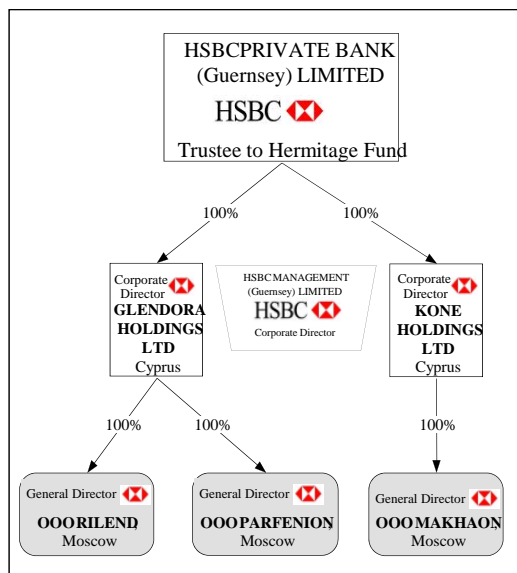 HSBCPRIVATE BANK
(Guernsey) LIMITED
HSBC
Trustee to Hermitage Fund
100%
100%
Corporate
Director
GLENDORA
HOLDINGS
LTD
Cyprus
HSBC MANAGEMENT
(Guernsey) LIMITED
HSBC
Corporate Director
Corporate
Director
KONE
HOLDINGS
LTD
Cyprus
100%
100%
100%
General Director
OOO RILEND,
Moscow
General Director
OOO PARFENION,
Moscow
General Director
OOO MAKHAON,
Moscow